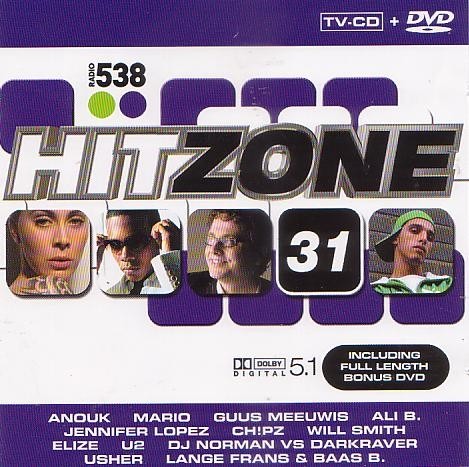 TV-CD + DVD
RADIO 538
HITZONE
31
DOLBY DIGITAL 5.1
INCLUDING
FULL LENGTH
BONUS DVD
ANOUK MARIO GUUS MEEUWIS ALI B.
JENNIFER LOPEZ CH!PZ WILL SMITH
ELIZE U2 DJ NORMAN VS DARKRAVER
USHER LANGE FRANS & BAAS B.